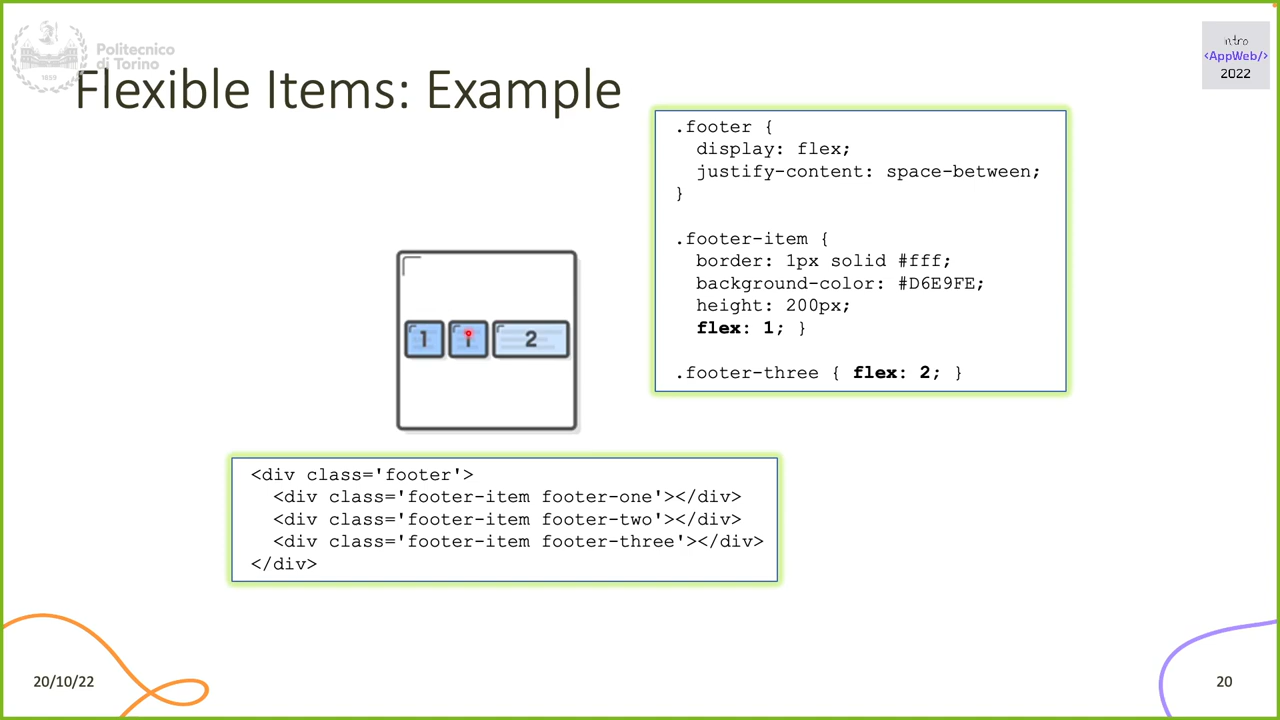 Politecnico
di Torino
1859
Flexible Items: Example
intro
<AppWeb/>
2022
.footer {
display: flex;
justify-content: space-between;
}
.footer-item {
border: 1px solid #fff;
background-color: #D6E9FE;
height: 200px;
flex: 1; }
.footer-three { flex: 2; }
1 1 2
<div class='footer'>
<div class='footer-item footer-one'></div>
<div class='footer-item footer-two'></div>
<div class='footer-item footer-three'></div>
</div>
20/10/22
20